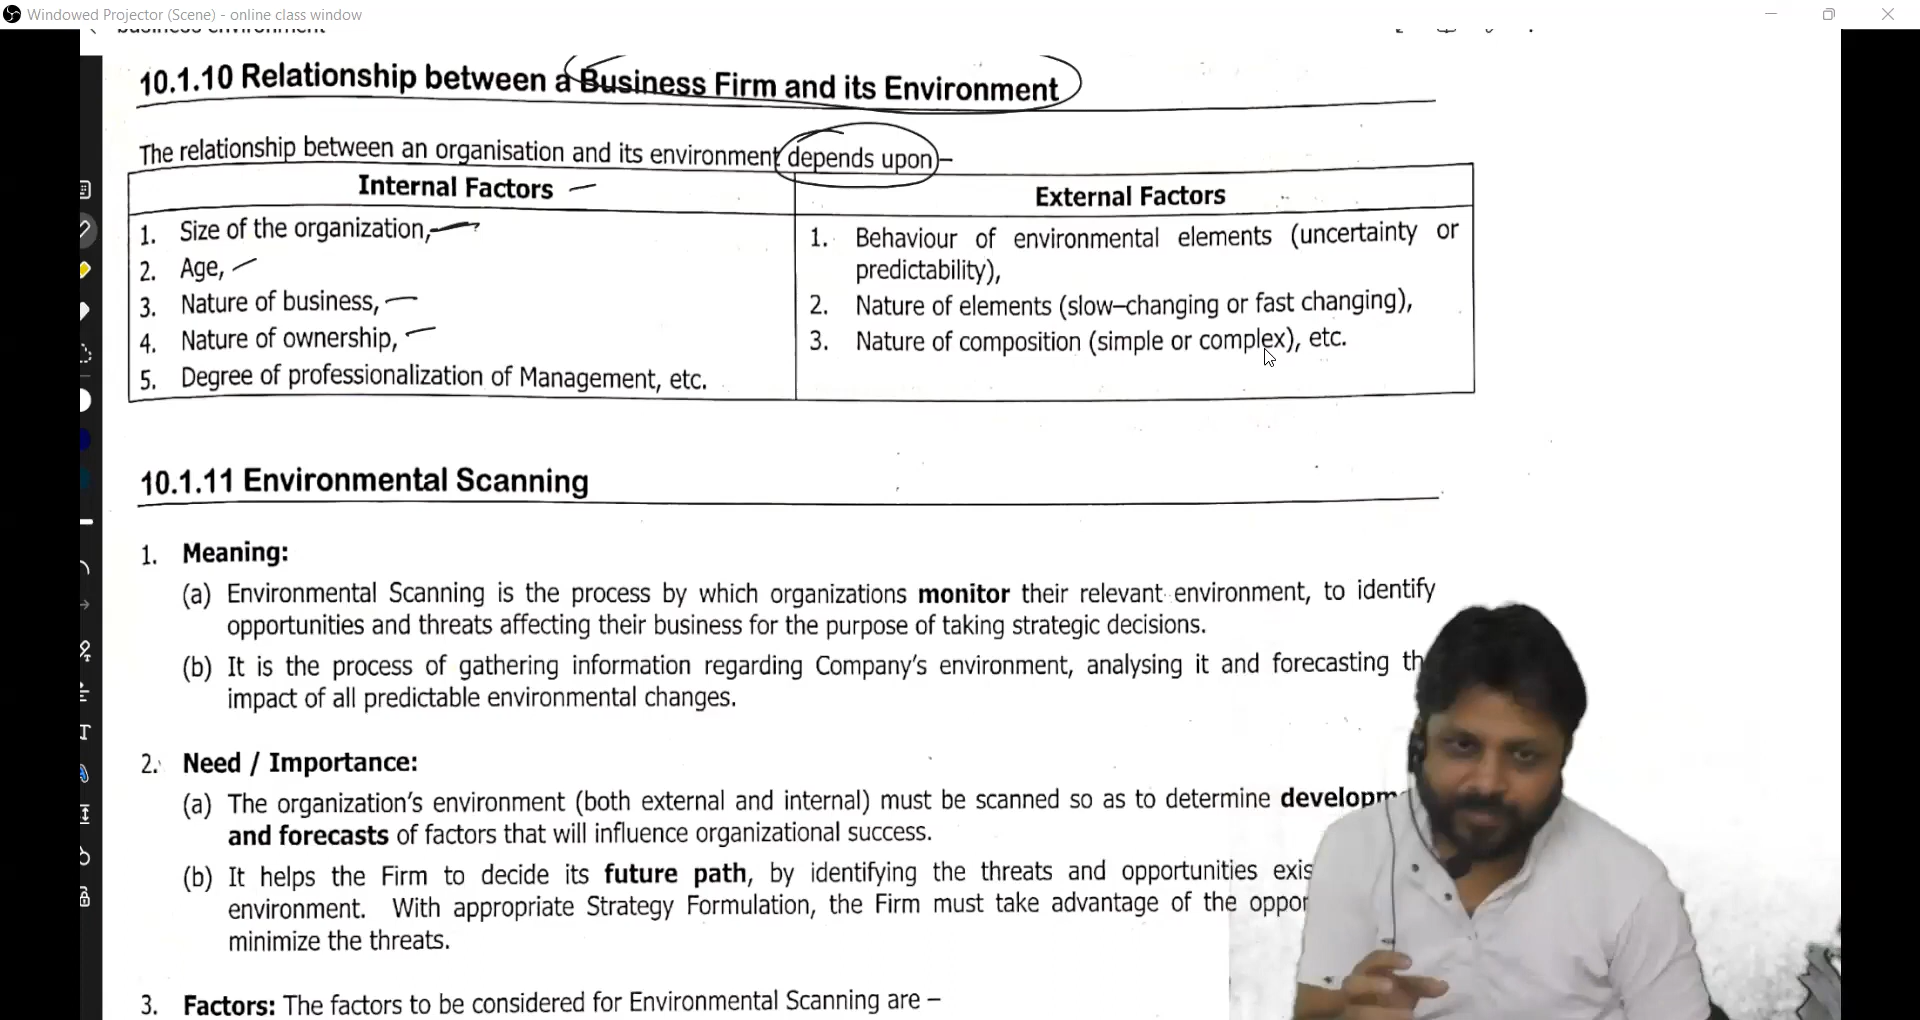 Windowed Projector (Scene) - online class window
business environment
10.1.10 Relationship between a Business Firm and its Environment
The relationship between an organisation and its environment depends upon–
Internal Factors
External Factors
1. Size of the organization,
2. Age,
3. Nature of business,
4. Nature of ownership,
5. Degree of professionalization of Management, etc.
1. Behaviour of environmental elements (uncertainty or
predictability),
2. Nature of elements (slow–changing or fast changing),
3. Nature of composition (simple or complex), etc.
10.1.11 Environmental Scanning
1. Meaning:
(a) Environmental Scanning is the process by which organizations monitor their relevant environment, to identify
opportunities and threats affecting their business for the purpose of taking strategic decisions.
(b) It is the process of gathering information regarding Company's environment, analysing it and forecasting th
impact of all predictable environmental changes.
2. Need / Importance:
(a) The organization's environment (both external and internal) must be scanned so as to determine developm
and forecasts of factors that will influence organizational success.
(b) It helps the Firm to decide its future path, by identifying the threats and opportunities exis
environment. With appropriate Strategy Formulation, the Firm must take advantage of the oppor
minimize the threats.
3. Factors: The factors to be considered for Environmental Scanning are –